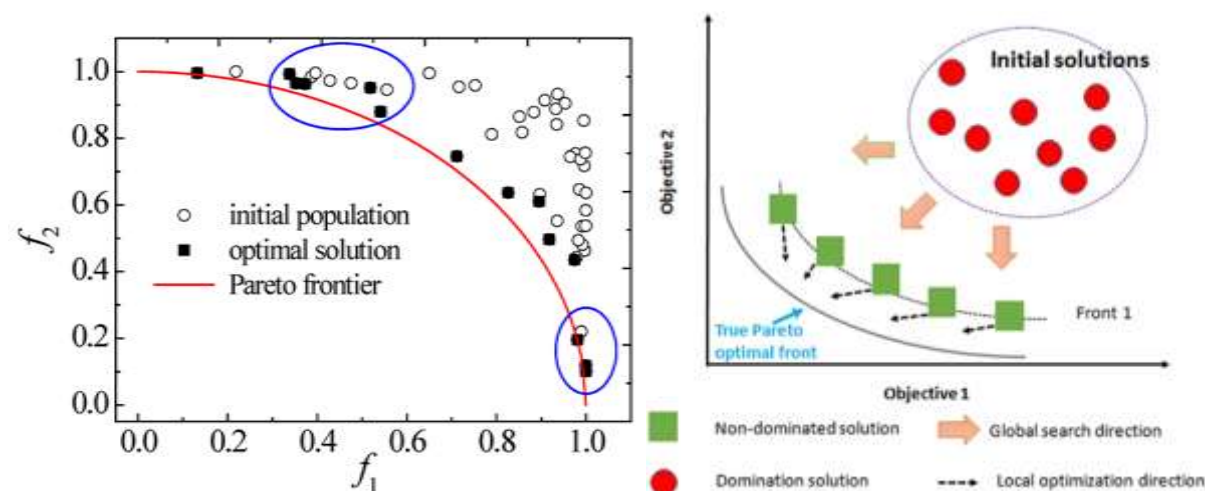 1.0
0.8
0.6
0.4
0.2
0.0
f2
initial population
optimal solution
Pareto frontier
0.0 0.2 0.4 0.6 0.8 1.0
f1
Initial solutions
Objective 2
Front 1
True Pareto
optimal front
Objective 1
Non-dominated solution
Global search direction
Domination solution
Local optimization direction